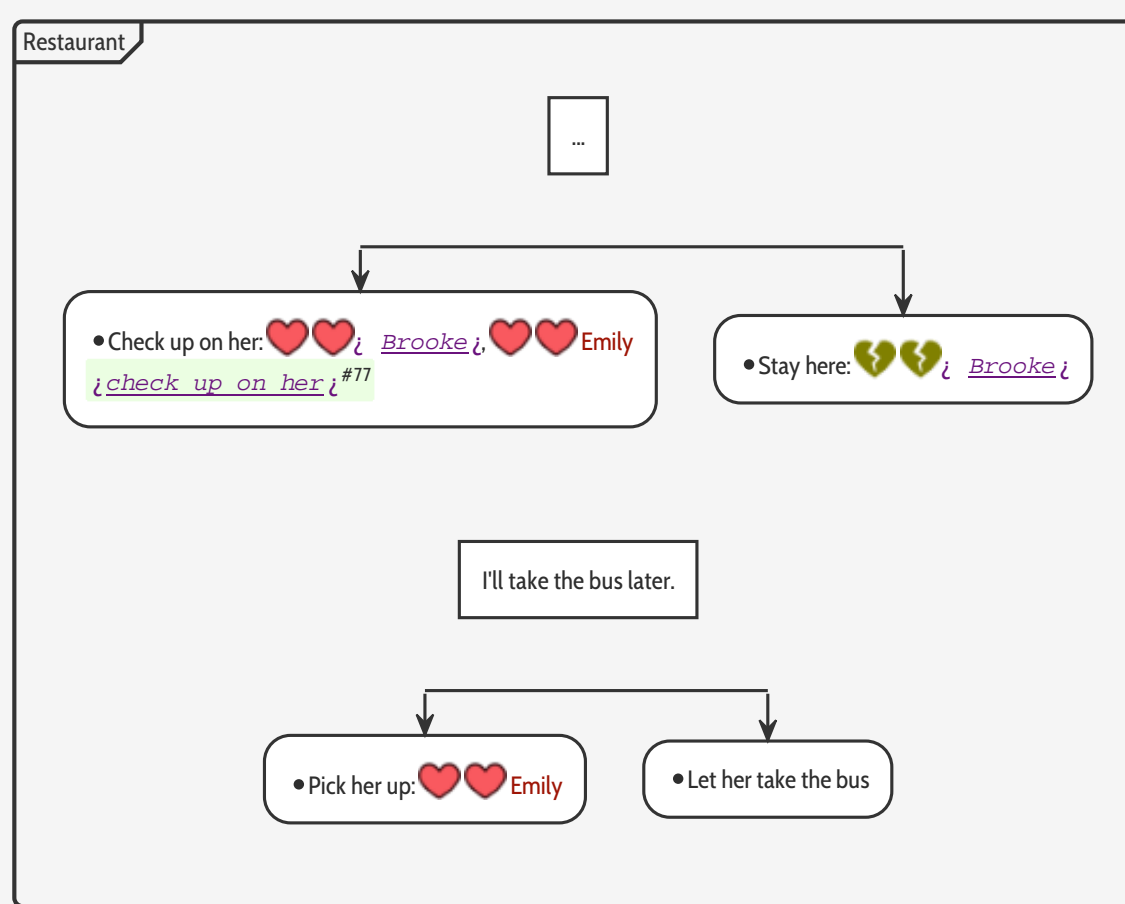 Restaurant
...
Check up on her: ¿ Brooke¿, Emily
¿check up on her¿#77
Stay here: ¿ Brooke¿
I'll take the bus later.
Pick her up: Emily
Let her take the bus